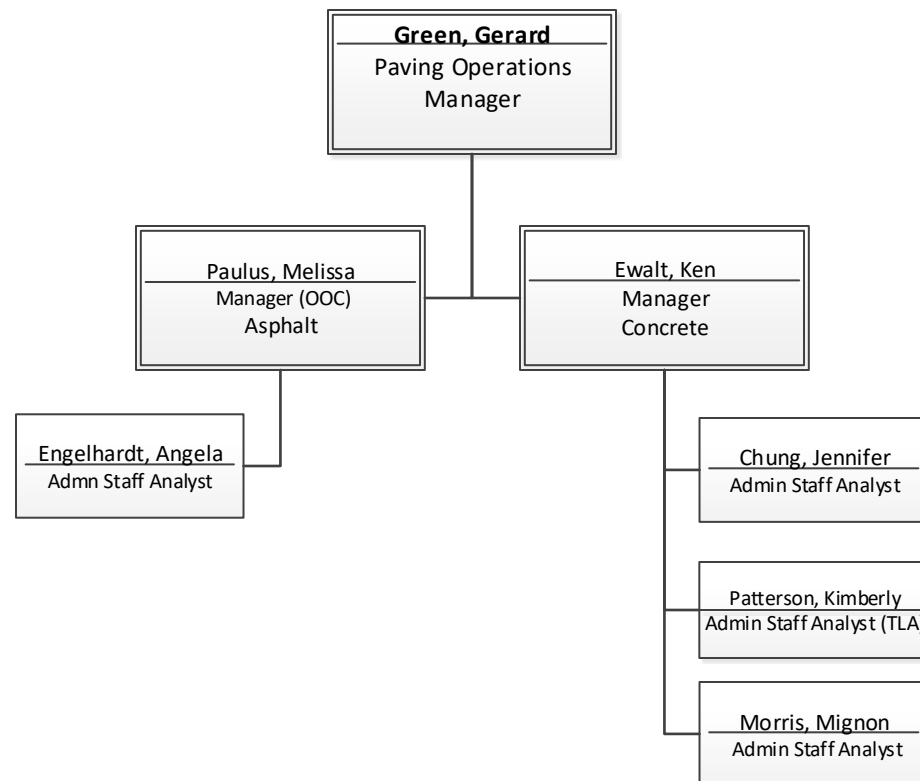 Green, Gerard
Paving Operations
Manager
Paulus, Melissa
Manager (OOC)
Asphalt
Ewalt, Ken
Manager
Concrete
Engelhardt, Angela
Admn Staff Analyst
Chung, Jennifer
Admin Staff Analyst
Patterson, Kimberly
Admin Staff Analyst (TLA)
Morris, Mignon
Admin Staff Analyst